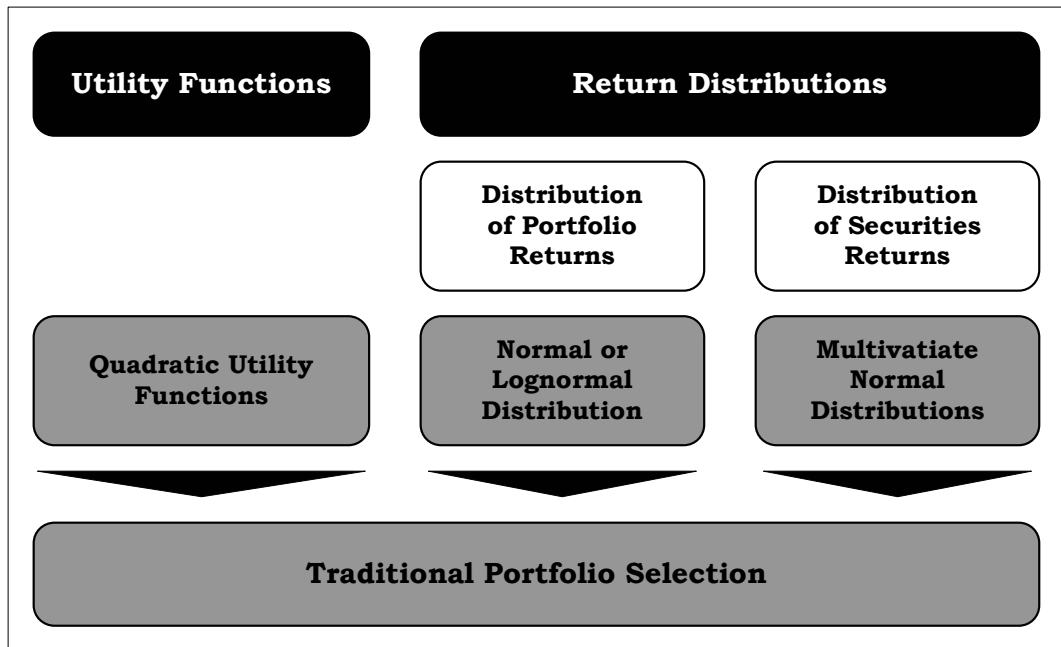 Utility Functions
Return Distributions
Distribution
of Portfolio
Returns
Distribution
of Securities
Returns
Quadratic Utility
Functions
Normal or
Lognormal
Distribution
Multivatiate
Normal
Distributions
Traditional Portfolio Selection